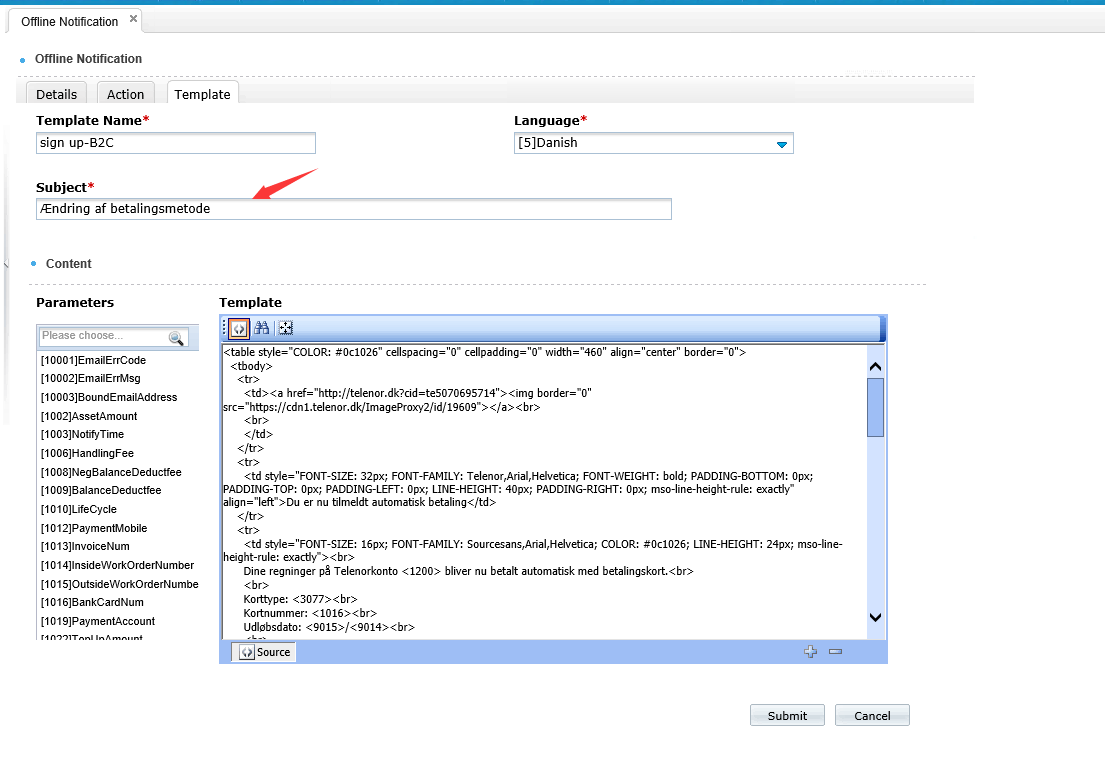 Offline Notification
Offline Notification
Details Action Template
Template Name* Language*
sign up-B2C [5]Danish
Subject*
Ændring af betalingsmetode
Content
Parameters Template
Please choose...
[10001]EmailErrCode
[10002]EmailErrMsg
[10003]BoundEmailAddress
[1002]AssetAmount
[1003]NotifyTime
[1006]HandlingFee
[1008]NegBalanceDeductfee
[1009]BalanceDeductfee
[1010]LifeCycle
[1012]PaymentMobile
[1013]InvoiceNum
[1014]InsideWorkOrderNumber
[1015]OutsideWorkOrderNumbe
[1016]BankCardNum
[1019]PaymentAccount
[1022]TopUpAmount
<table style="COLOR: #0c1026" cellspacing="0" cellpadding="0" width="460" align="center" border="0">
<tbody>
<tr>
<td><a href="http://telenor.dk?cid=te5070695714"><img border="0"
src="https://cdn1.telenor.dk/ImageProxy2/id/19609"></a><br>
<br>
</td>
</tr>
<tr>
<td style="FONT-SIZE: 32px; FONT-FAMILY: Telenor,Arial,Helvetica; FONT-WEIGHT: bold; PADDING-BOTTOM: 0px;
PADDING-TOP: 0px; PADDING-LEFT: 0px; LINE-HEIGHT: 40px; PADDING-RIGHT: 0px; mso-line-height-rule: exactly"
align="left">Du er nu tilmeldt automatisk betaling</td>
</tr>
<tr>
<td style="FONT-SIZE: 16px; FONT-FAMILY: Sourcesans,Arial,Helvetica; COLOR: #0c1026; LINE-HEIGHT: 24px; mso-line-
height-rule: exactly"><br>
Dine regninger på Telenorkonto <1200> bliver nu betalt automatisk med betalingskort.<br>
<br>
Korttype: <3077><br>
Kortnummer: <1016><br>
Udløbsdato: <9015>/<9014><br>
<br>
Source
Submit Cancel